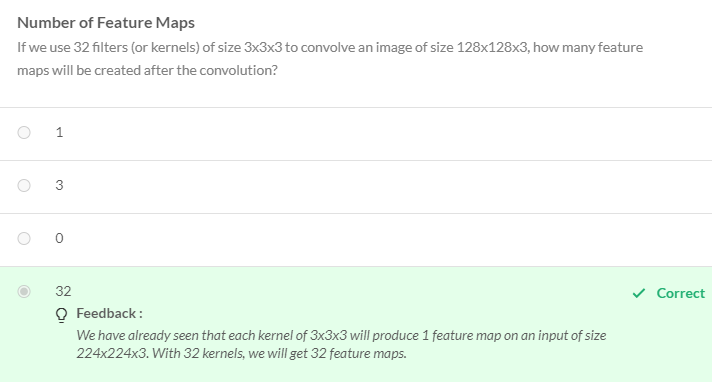 Number of Feature Maps
If we use 32 filters (or kernels) of size 3x3x3 to convolve an image of size 128x128x3, how many feature
maps will be created after the convolution?
1
3
0
32
Correct
Feedback :
We have already seen that each kernel of 3x3x3 will produce 1 feature map on an input of size
224x224x3. With 32 kernels, we will get 32 feature maps.